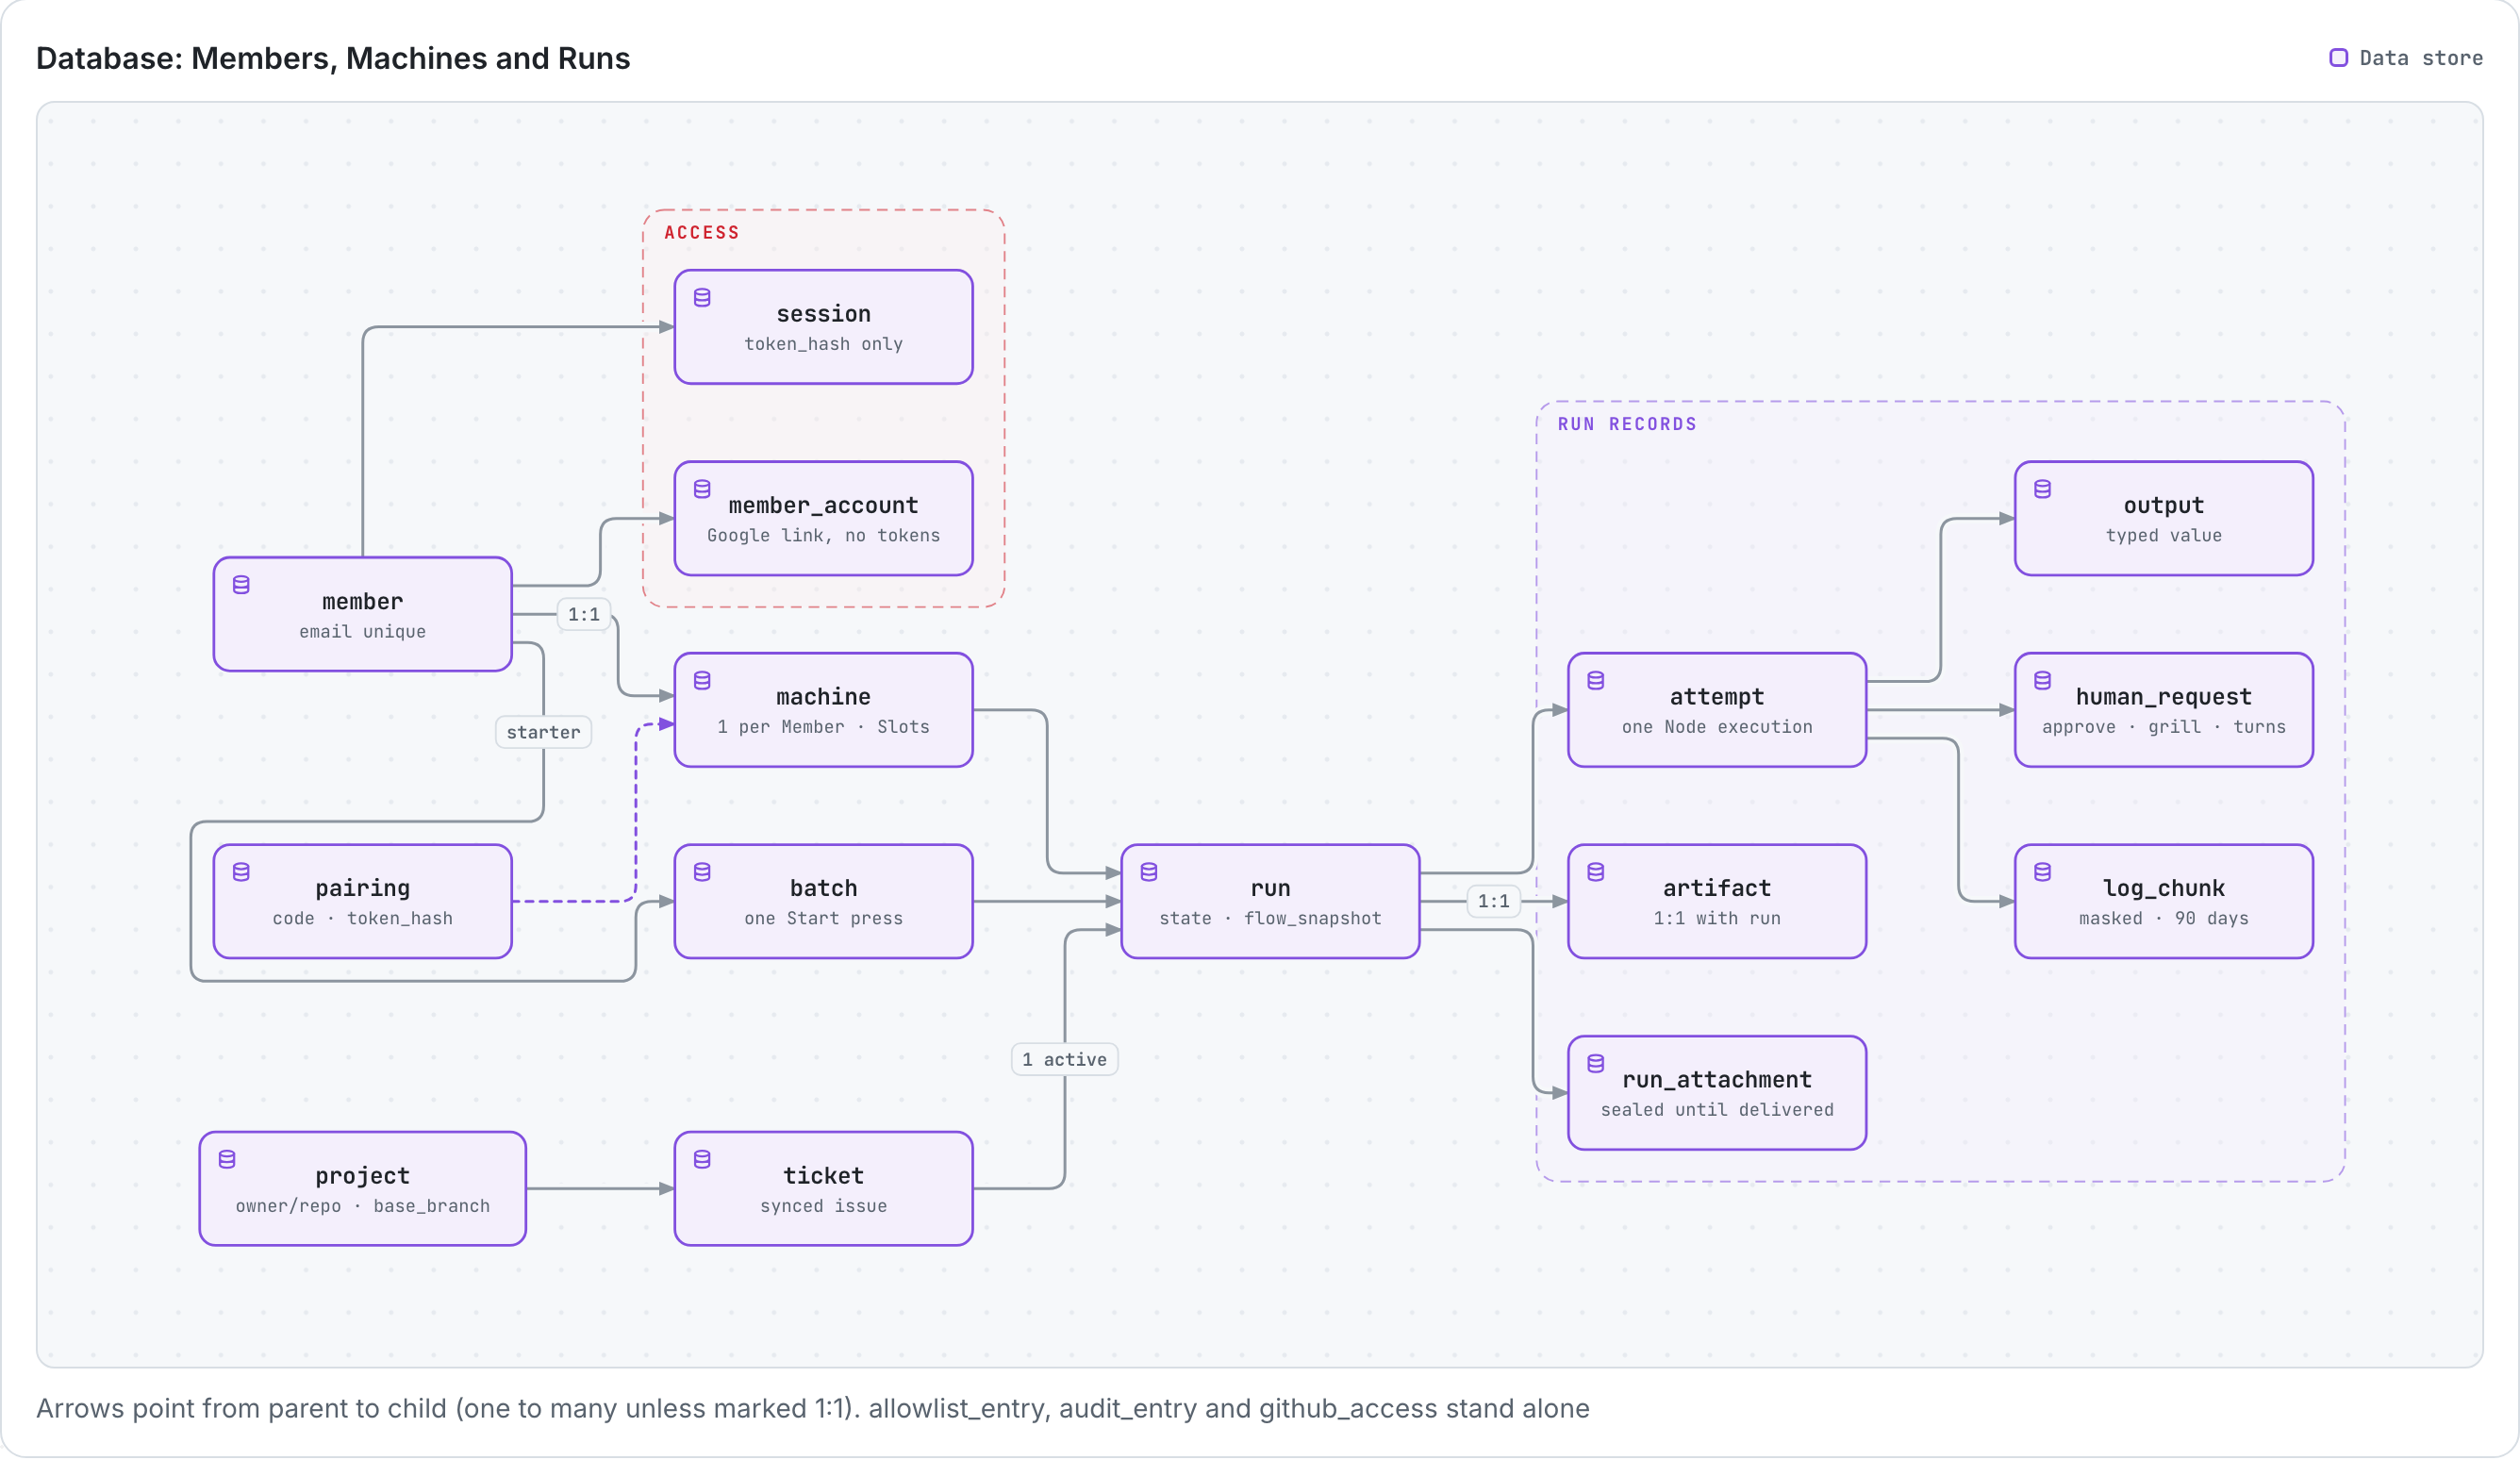 Database: Members, Machines and Runs
Data store
ACCESS
session
token_hash only
member_account
Google link, no tokens
member
email unique
1:1
starter
machine
1 per Member · Slots
pairing
code · token_hash
batch
one Start press
project
owner/repo · base_branch
ticket
synced issue
1 active
run
state · flow_snapshot
1:1
RUN RECORDS
attempt
one Node execution
artifact
1:1 with run
run_attachment
sealed until delivered
output
typed value
human_request
approve · grill · turns
log_chunk
masked · 90 days
Arrows point from parent to child (one to many unless marked 1:1). allowlist_entry, audit_entry and github_access stand alone